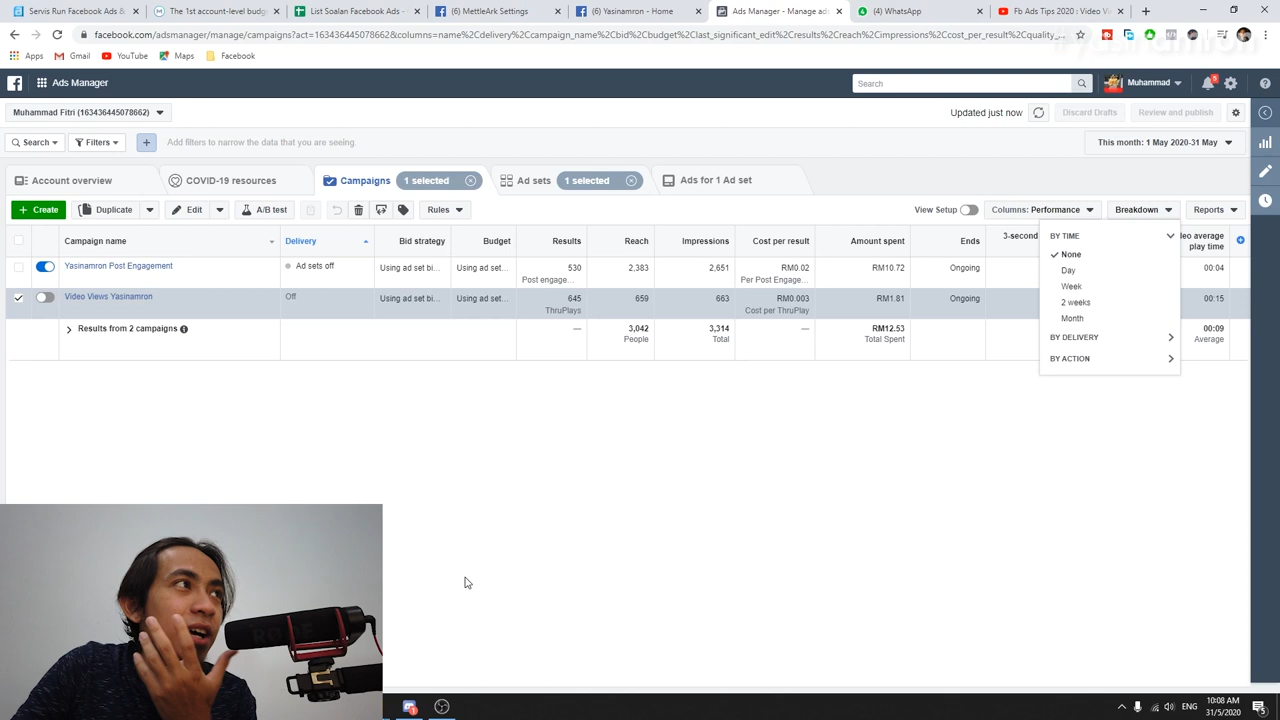 Servis Run Facebook Ads &
The 1st account-level budg
List Soalan Facebook Ads -
(6) MettleArk Settings
(6) Yasinamron - Home
Ads Manager - Manage ads
(4) WhatsApp
Fb Ads Tips 2020 : Video Vi
facebook.com/adsmanager/manage/campaigns?act=163436445078662&column=name%2Cdelivery%2Ccampaign_name%2Cbid%2Cbudget%2Clast_significant_edit%2Cresults%2Creach%2Cimpressions%2Ccost_per_result%2Cquality_...
Apps
Gmail
YouTube
Maps
Facebook
#yasinamron
Ads Manager
Search
Muhammad
5
Muhammad Fitri (163436445078662)
Updated just now
Discard Drafts
Review and publish
Search
Filters
+
Add filters to narrow the data that you are seeing.
This month: 1 May 2020-31 May
Account overview
COVID-19 resources
Campaigns
1 selected
Ad sets
1 selected
Ads for 1 Ad set
+ Create
Duplicate
Edit
A/B test
Rules
View Setup
Columns: Performance
Breakdown
Reports
Campaign name
Delivery
Bid strategy
Budget
Results
Reach
Impressions
Cost per result
Amount spent
Ends
3-second
eo average
play time
Yasinamron Post Engagement
Ad sets off
Using ad set bi...
Using ad set...
530
Post engage...
2,383
2,651
RM0.02
Per Post Engage...
RM10.72
Ongoing
00:04
Video Views Yasinamron
Off
Using ad set bi...
Using ad set...
645
ThruPlays
659
663
RM0.003
Cost per ThruPlay
RM1.81
Ongoing
00:15
Results from 2 campaigns
—
3,042
People
3,314
Total
—
RM12.53
Total Spent
00:09
Average
BY TIME
None
Day
Week
2 weeks
Month
BY DELIVERY
BY ACTION
RODE
10:08 AM
ENG
31/5/2020
5